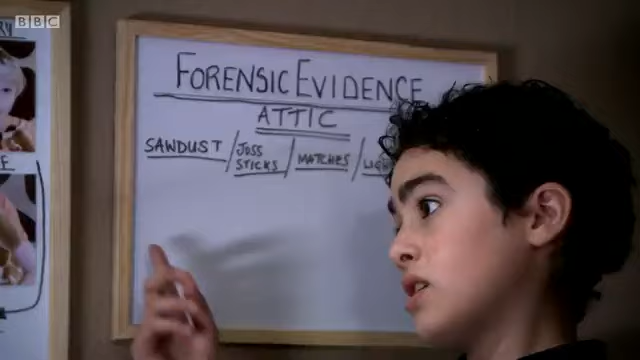 BBC
FORENSIC EVIDENCE
ATTIC
SAWDUST / JOSS STICKS / MATCHES /